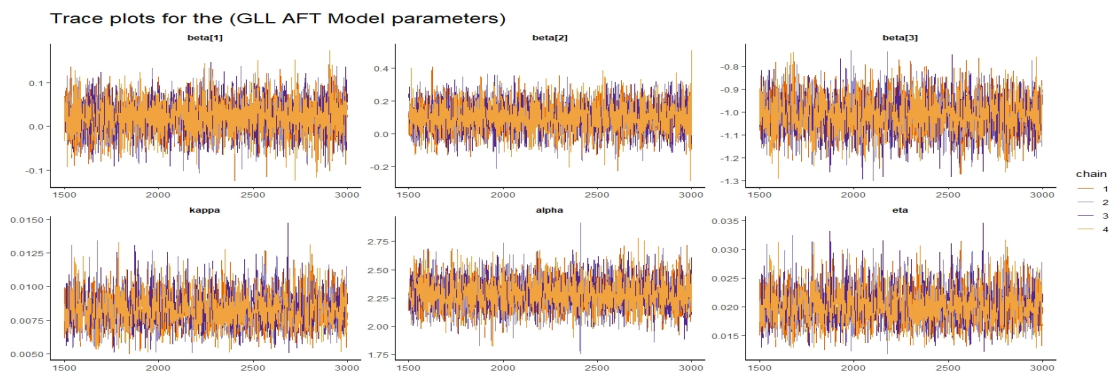 Trace plots for the (GLL AFT Model parameters)
beta[1] beta[2] beta[3]
0.1 0.4 -0.8
-0.9
0.2 -1.0
0.0 0.0 -1.1
-0.1 -0.2 -1.2
-1.3
1500 2000 2500 3000 1500 2000 2500 3000 1500 2000 2500 3000
kappa alpha eta
0.0150 2.75 0.035
0.0125 2.50 0.030
0.0100 2.25 0.025
0.0075 2.00 0.020
0.0050 1.75 0.015
1500 2000 2500 3000 1500 2000 2500 3000 1500 2000 2500 3000
chain
1
2
3
4